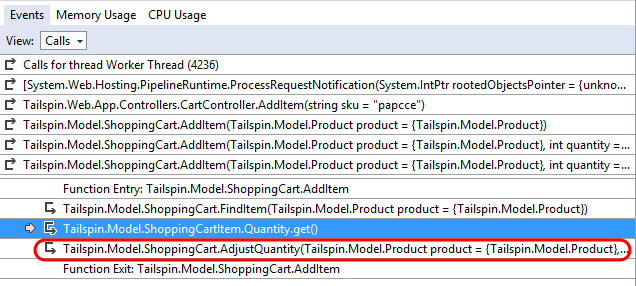 Events Memory Usage CPU Usage
View: Calls
Calls for thread Worker Thread (4236)
[System.Web.Hosting.PipelineRuntime.ProcessRequestNotification(System.IntPtr rootedObjectsPointer = {unkno...
Tailspin.Web.App.Controllers.CartController.AddItem(string sku = "papcce")
Tailspin.Model.ShoppingCart.AddItem(Tailspin.Model.Product product = {Tailspin.Model.Product})
Tailspin.Model.ShoppingCart.AddItem(Tailspin.Model.Product product = {Tailspin.Model.Product}, int quantity =...
Tailspin.Model.ShoppingCart.AddItem(Tailspin.Model.Product product = {Tailspin.Model.Product}, int quantity =...
Function Entry: Tailspin.Model.ShoppingCart.AddItem
Tailspin.Model.ShoppingCart.FindItem(Tailspin.Model.Product product = {Tailspin.Model.Product})
Tailspin.Model.ShoppingCartItem.Quantity.get()
Tailspin.Model.ShoppingCart.AdjustQuantity(Tailspin.Model.Product product = {Tailspin.Model.Product},...
Function Exit: Tailspin.Model.ShoppingCart.AddItem